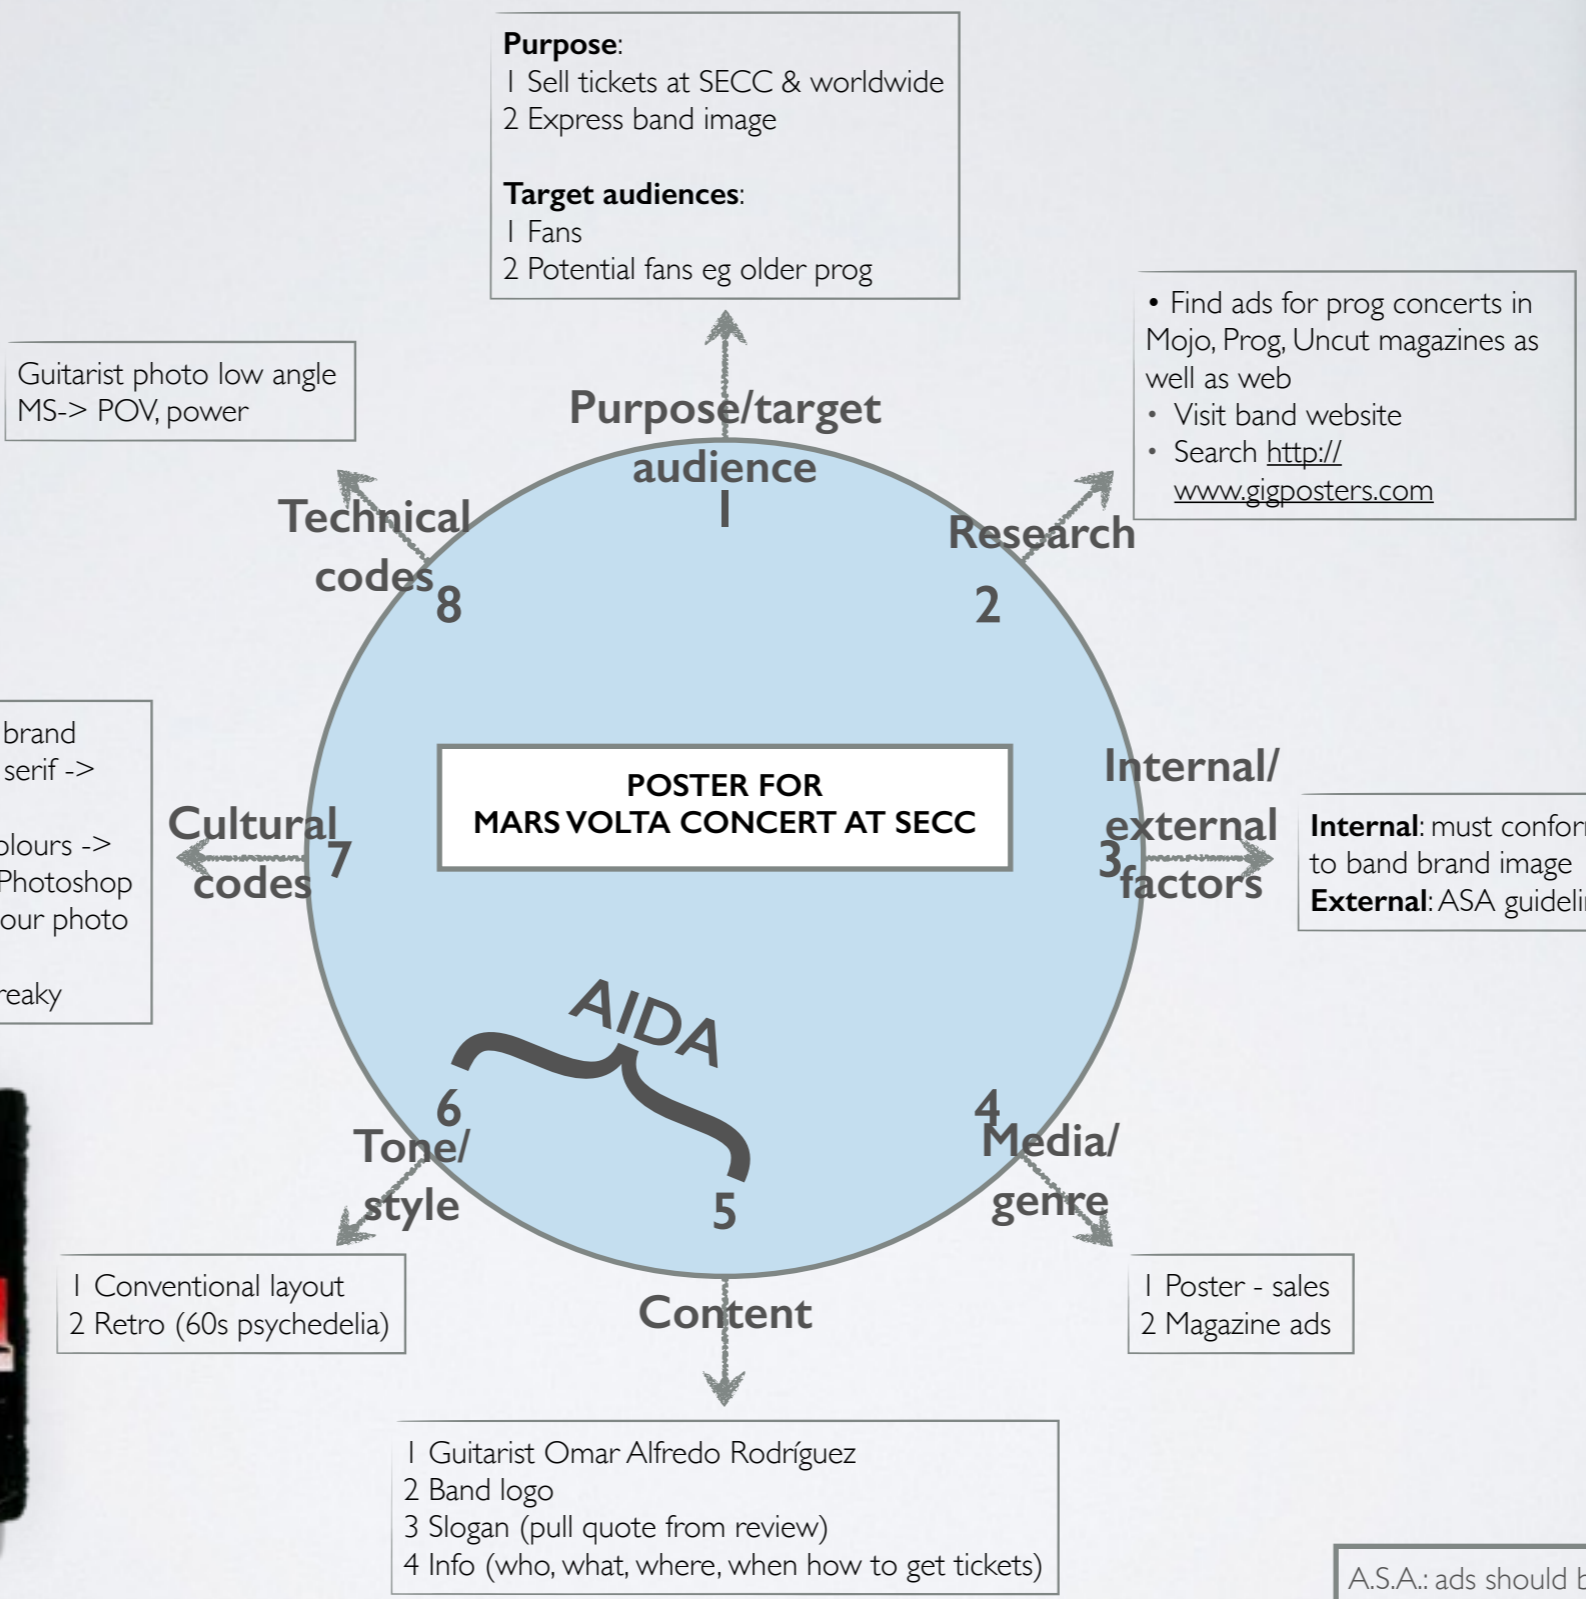 Purpose:
1 Sell tickets at SECC & worldwide
2 Express band image
Target audiences:
1 Fans
2 Potential fans eg older prog
• Find ads for prog concerts in
Mojo, Prog, Uncut magazines as
well as web
• Visit band website
• Search http://
www.gigposters.com
Guitarist photo low angle
MS-> POV, power
Purpose/target
audience
1
Technical
codes
8
Research
2
brand
serif ->
olours ->
Photoshop
our photo
reaky
Cultural
codes
7
POSTER FOR
MARS VOLTA CONCERT AT SECC
Internal/
external
factors
3
Internal: must conform
to band brand image
External: ASA guideli
AIDA
6
Tone/
style
5
Content
4
Media/
genre
1 Conventional layout
2 Retro (60s psychedelia)
1 Poster - sales
2 Magazine ads
1 Guitarist Omar Alfredo Rodríguez
2 Band logo
3 Slogan (pull quote from review)
4 Info (who, what, where, when how to get tickets)
A.S.A.: ads should b